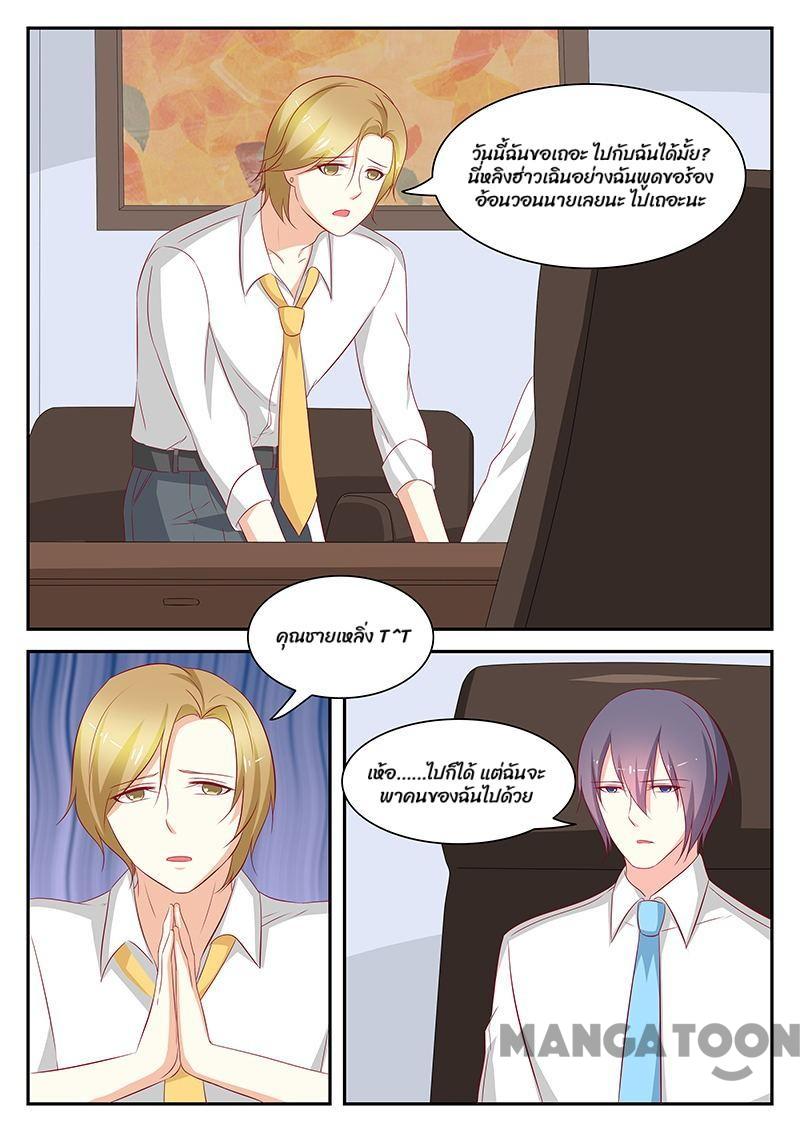 วันนี้ฉันขอเถอะ ไปกับฉันได้มั้ย?
นี่หลิงฮ่าวเฉินอย่างฉันพูดขอร้อง
อ้อนวอนนายเลยนะ ไปเถอะนะ
คุณชายเหลิ่ง T^T
เห้อ......ไปก็ได้ แต่ฉันจะ
พาคนของฉันไปด้วย
MANGATOON